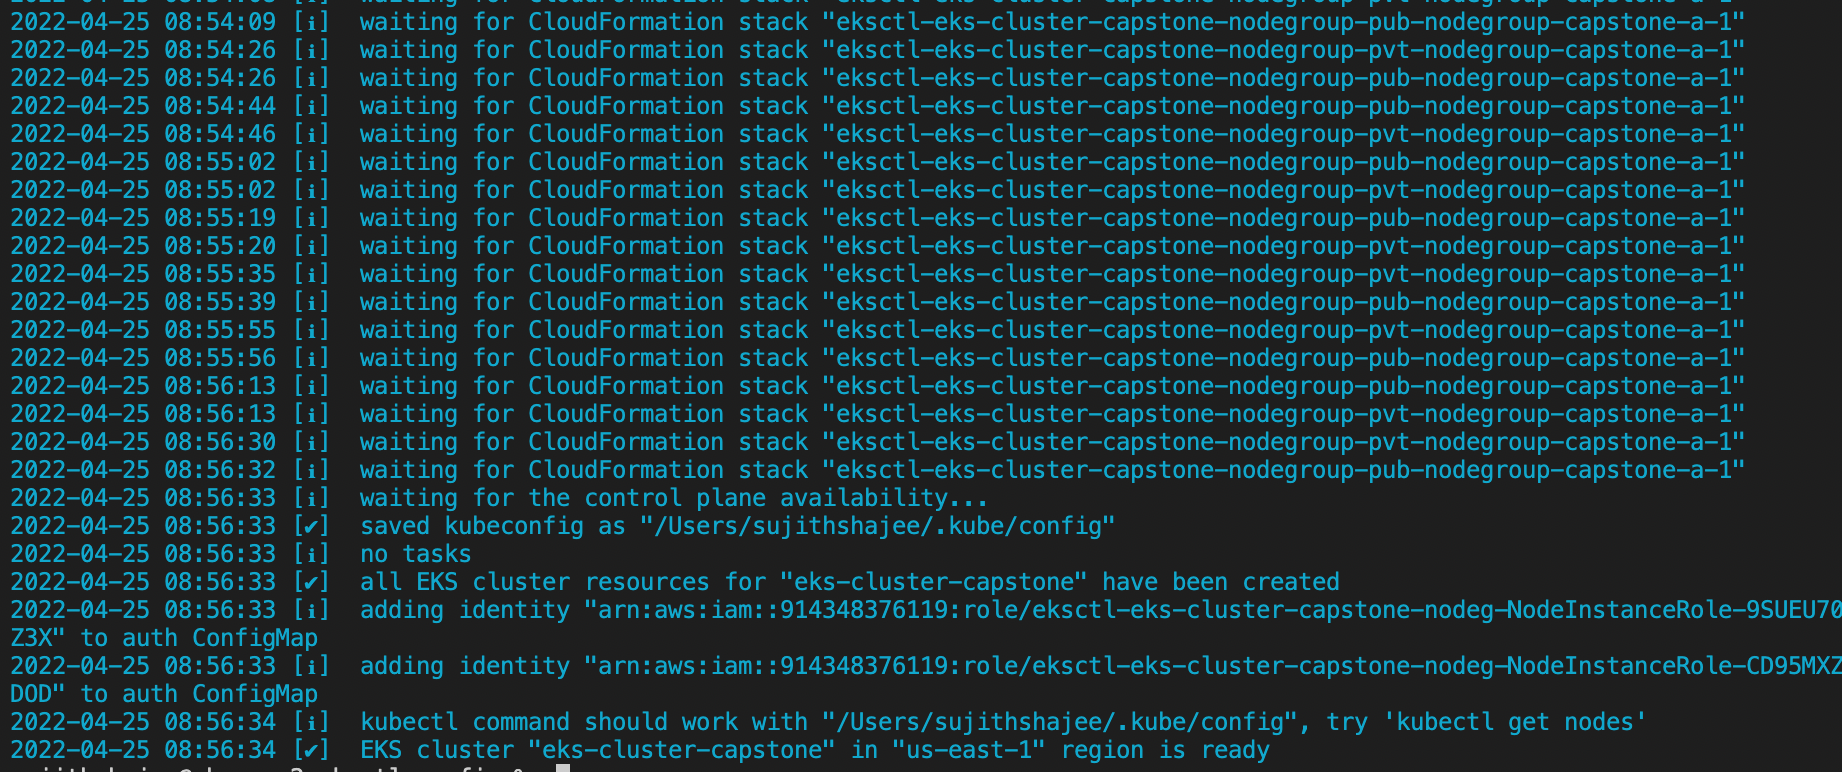 2022-04-25 08:54:09 [i]  waiting for CloudFormation stack "eksctl-eks-cluster-capstone-nodegroup-pub-nodegroup-capstone-a-1"
2022-04-25 08:54:26 [i]  waiting for CloudFormation stack "eksctl-eks-cluster-capstone-nodegroup-pvt-nodegroup-capstone-a-1"
2022-04-25 08:54:26 [i]  waiting for CloudFormation stack "eksctl-eks-cluster-capstone-nodegroup-pub-nodegroup-capstone-a-1"
2022-04-25 08:54:44 [i]  waiting for CloudFormation stack "eksctl-eks-cluster-capstone-nodegroup-pub-nodegroup-capstone-a-1"
2022-04-25 08:54:46 [i]  waiting for CloudFormation stack "eksctl-eks-cluster-capstone-nodegroup-pvt-nodegroup-capstone-a-1"
2022-04-25 08:55:02 [i]  waiting for CloudFormation stack "eksctl-eks-cluster-capstone-nodegroup-pub-nodegroup-capstone-a-1"
2022-04-25 08:55:02 [i]  waiting for CloudFormation stack "eksctl-eks-cluster-capstone-nodegroup-pvt-nodegroup-capstone-a-1"
2022-04-25 08:55:19 [i]  waiting for CloudFormation stack "eksctl-eks-cluster-capstone-nodegroup-pub-nodegroup-capstone-a-1"
2022-04-25 08:55:20 [i]  waiting for CloudFormation stack "eksctl-eks-cluster-capstone-nodegroup-pvt-nodegroup-capstone-a-1"
2022-04-25 08:55:35 [i]  waiting for CloudFormation stack "eksctl-eks-cluster-capstone-nodegroup-pvt-nodegroup-capstone-a-1"
2022-04-25 08:55:39 [i]  waiting for CloudFormation stack "eksctl-eks-cluster-capstone-nodegroup-pub-nodegroup-capstone-a-1"
2022-04-25 08:55:55 [i]  waiting for CloudFormation stack "eksctl-eks-cluster-capstone-nodegroup-pvt-nodegroup-capstone-a-1"
2022-04-25 08:55:56 [i]  waiting for CloudFormation stack "eksctl-eks-cluster-capstone-nodegroup-pub-nodegroup-capstone-a-1"
2022-04-25 08:56:13 [i]  waiting for CloudFormation stack "eksctl-eks-cluster-capstone-nodegroup-pub-nodegroup-capstone-a-1"
2022-04-25 08:56:13 [i]  waiting for CloudFormation stack "eksctl-eks-cluster-capstone-nodegroup-pvt-nodegroup-capstone-a-1"
2022-04-25 08:56:30 [i]  waiting for CloudFormation stack "eksctl-eks-cluster-capstone-nodegroup-pvt-nodegroup-capstone-a-1"
2022-04-25 08:56:32 [i]  waiting for CloudFormation stack "eksctl-eks-cluster-capstone-nodegroup-pub-nodegroup-capstone-a-1"
2022-04-25 08:56:33 [i]  waiting for the control plane availability...
2022-04-25 08:56:33 [✔]  saved kubeconfig as "/Users/sujithshajee/.kube/config"
2022-04-25 08:56:33 [i]  no tasks
2022-04-25 08:56:33 [✔]  all EKS cluster resources for "eks-cluster-capstone" have been created
2022-04-25 08:56:33 [i]  adding identity "arn:aws:iam::914348376119:role/eksctl-eks-cluster-capstone-nodeg-NodeInstanceRole-9SUEU70
Z3X" to auth ConfigMap
2022-04-25 08:56:33 [i]  adding identity "arn:aws:iam::914348376119:role/eksctl-eks-cluster-capstone-nodeg-NodeInstanceRole-CD95MXZ
DOD" to auth ConfigMap
2022-04-25 08:56:34 [i]  kubectl command should work with "/Users/sujithshajee/.kube/config", try 'kubectl get nodes'
2022-04-25 08:56:34 [✔]  EKS cluster "eks-cluster-capstone" in "us-east-1" region is ready